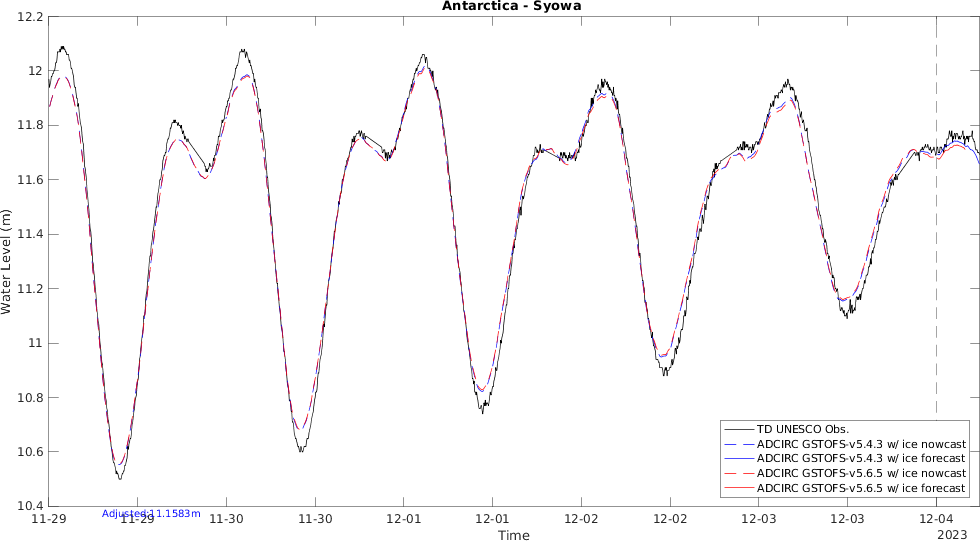 Antarctica - Syowa
12.2
12
11.8
11.6
11.4
11.2
11
10.8
10.6
10.4
Water Level (m)
TD UNESCO Obs.
ADCIRC GSTOFS-v5.4.3 w/ ice nowcast
ADCIRC GSTOFS-v5.4.3 w/ ice forecast
ADCIRC GSTOFS-v5.6.5 w/ ice nowcast
ADCIRC GSTOFS-v5.6.5 w/ ice forecast
Adjusted:11.1583m
11-29 11-29 11-30 11-30 12-01 12-01 12-02 12-02 12-03 12-03 12-04
Time
2023